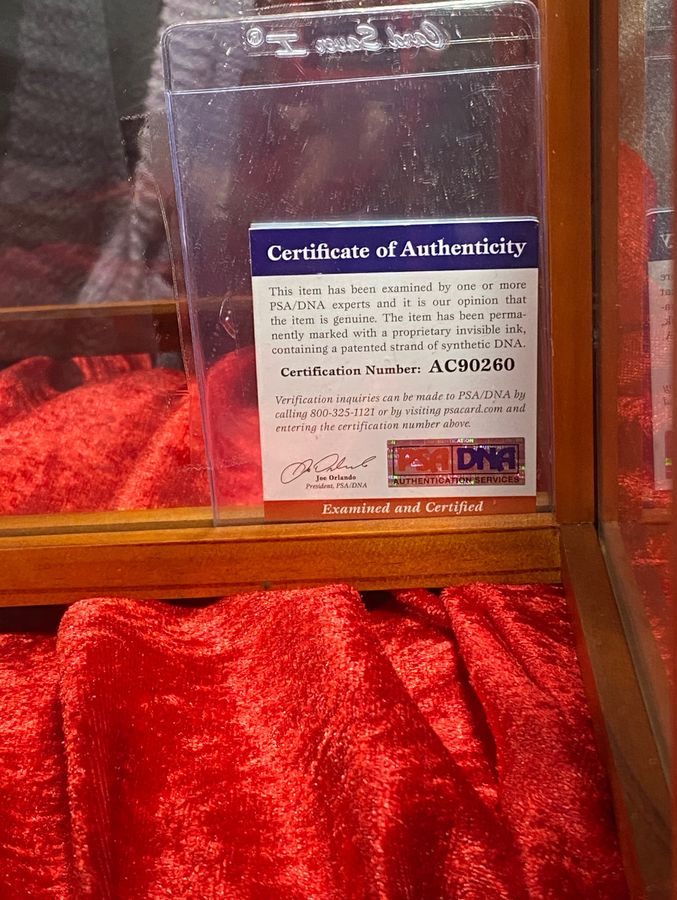 Card Saver I®
Certificate of Authenticity
This item has been examined by one or more
PSA/DNA experts and it is our opinion that
the item is genuine. The item has been perma-
nently marked with a proprietary invisible ink,
containing a patented strand of synthetic DNA.
Certification Number: AC90260
Verification inquiries can be made to PSA/DNA by
calling 800-325-1121 or by visiting psacard.com and
entering the certification number above.
Joe Orlando
President, PSA/DNA
PSA DNA
AUTHENTICATION SERVICES
Examined and Certified